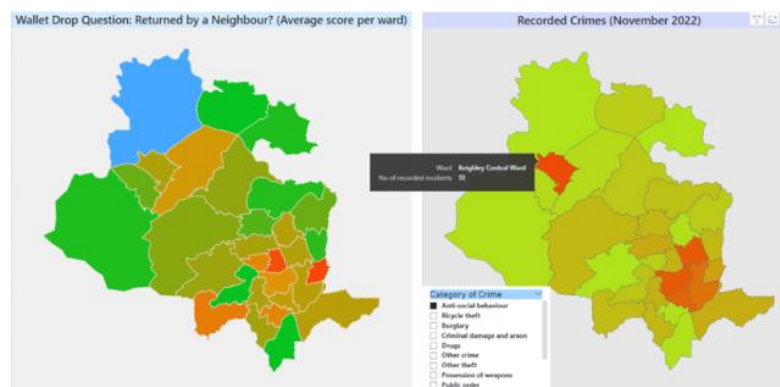 Wallet Drop Question: Returned by a Neighbour? (Average score per ward)
Recorded Crimes (November 2022)
Ward Keighley Central Ward
No of recorded incidents 51
Category of Crime
Anti-social behaviour
Bicycle theft
Burglary
Criminal damage and arson
Drugs
Other crime
Other theft
Possession of weapons
Public order